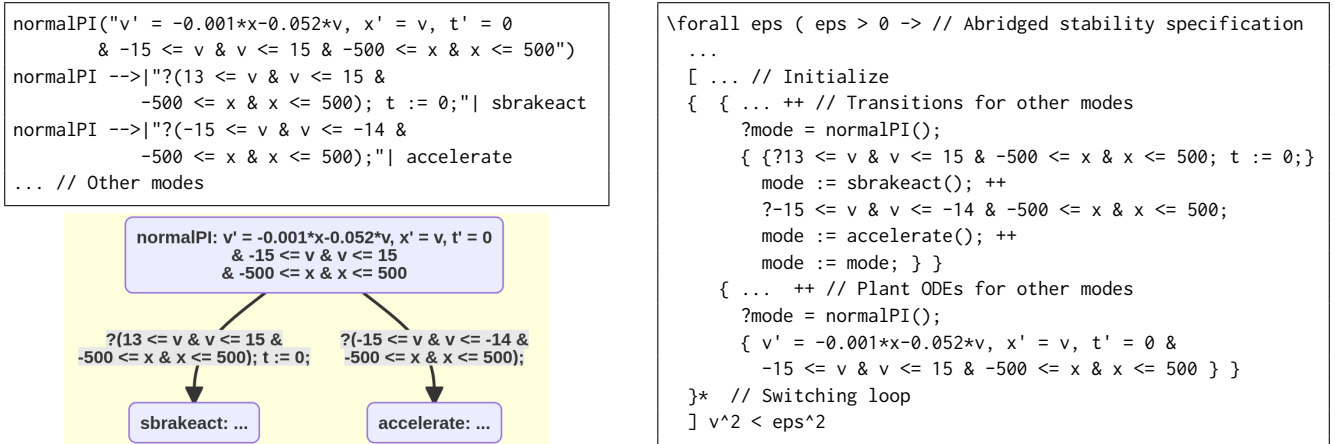 normalPI("v' = -0.001*x-0.052*v, x' = v, t' = 0
& -15 <= v & v <= 15 & -500 <= x & x <= 500")
normalPI -->|"?(13 <= v & v <= 15 &
-500 <= x & x <= 500); t := 0;"| sbrakeact
normalPI -->|"?(-15 <= v & v <= -14 &
-500 <= x & x <= 500);"| accelerate
... // Other modes
normalPI: v' = -0.001*x-0.052*v, x' = v, t' = 0
& -15 <= v & v <= 15
& -500 <= x & x <= 500
?(13 <= v & v <= 15 &
-500 <= x & x <= 500); t := 0;
?(-15 <= v & v <= -14 &
-500 <= x & x <= 500);
sbrakeact: ...
accelerate: ...
\forall eps ( eps > 0 -> // Abridged stability specification
...
[ ... // Initialize
{ { ... ++ // Transitions for other modes
?mode = normalPI();
{ {?13 <= v & v <= 15 & -500 <= x & x <= 500; t := 0;}
mode := sbrakeact(); ++
?-15 <= v & v <= -14 & -500 <= x & x <= 500;
mode := accelerate(); ++
mode := mode; } }
{ ... ++ // Plant ODEs for other modes
?mode = normalPI();
{ v' = -0.001*x-0.052*v, x' = v, t' = 0 &
-15 <= v & v <= 15 & -500 <= x & x <= 500 } }
}* // Switching loop
] v^2 < eps^2